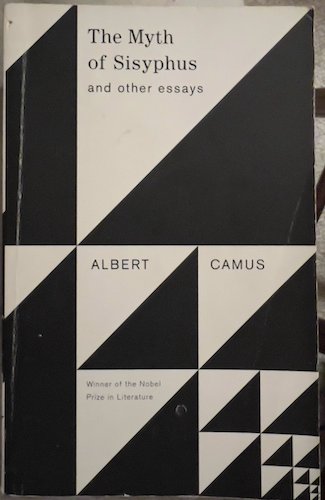 The Myth
of Sisyphus
and other essays
ALBERT CAMUS
Winner of the Nobel
Prize in Literature